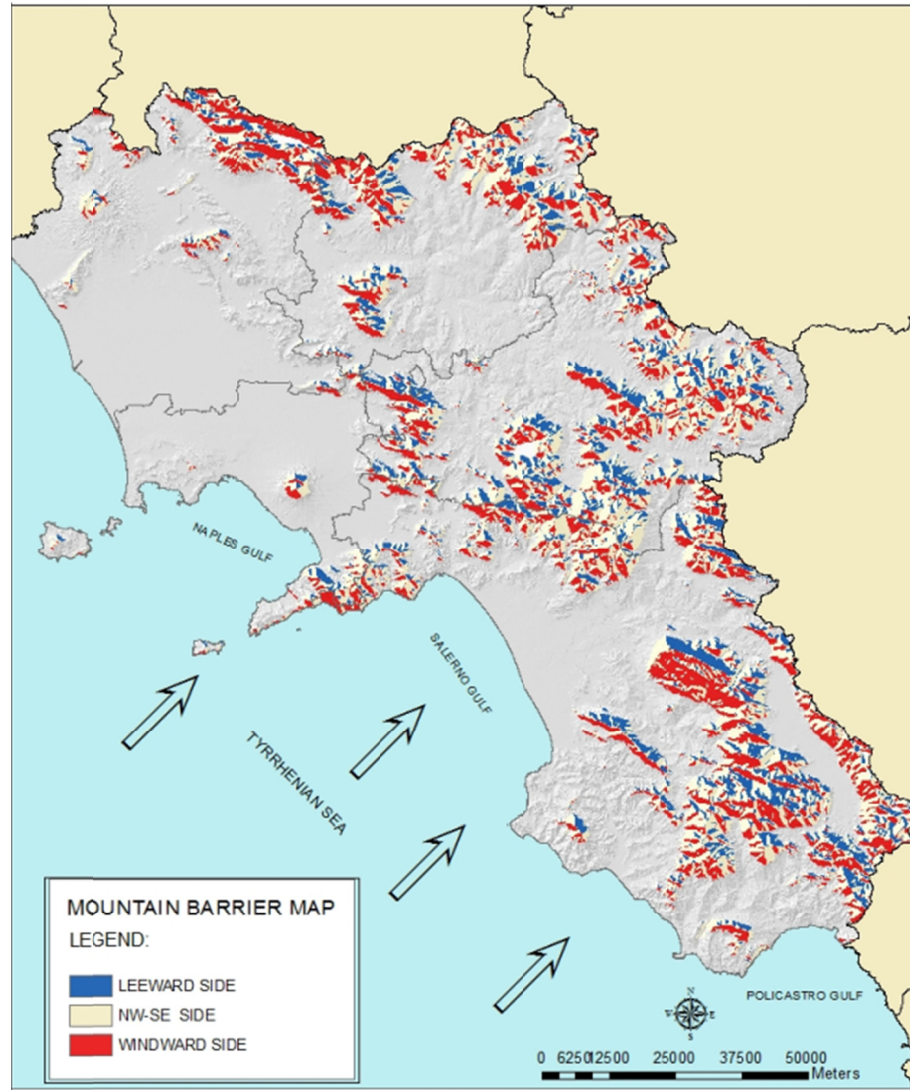 NAPLES GULF
SALERNO GULF
TYRRHENIAN SEA
MOUNTAIN BARRIER MAP
LEGEND:
LEEWARD SIDE
NW-SE SIDE
WINDWARD SIDE
POLICASTRO GULF
N
W E
S
0 6250 12500 25000 37500 50000
Meters